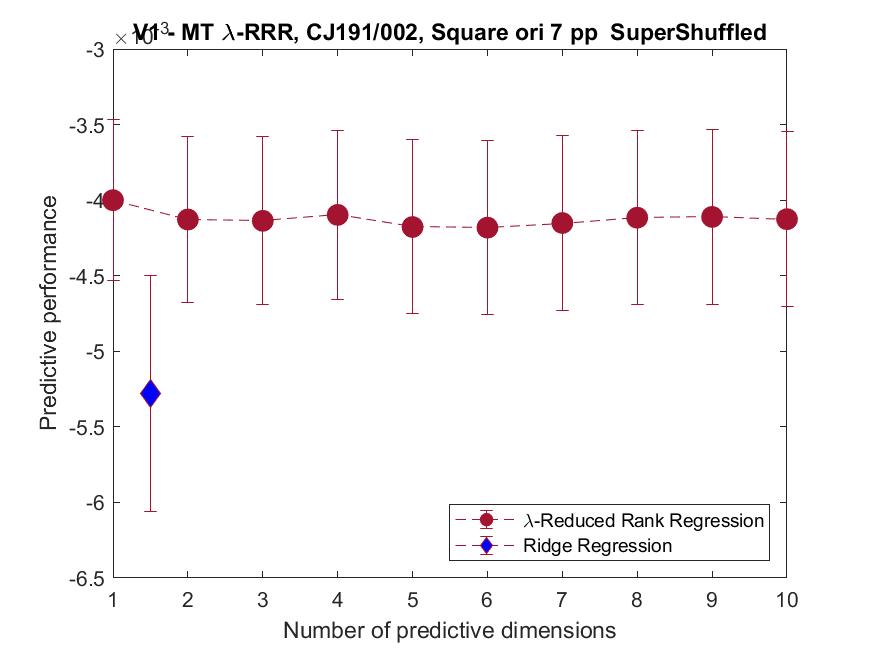 V1 - MT λ-RRR, CJ191/002, Square ori 7 pp SuperShuffled
-3
-3.5
-4
-4.5
-5
-5.5
-6
-6.5
Predictive performance
λ-Reduced Rank Regression
Ridge Regression
1 2 3 4 5 6 7 8 9 10
Number of predictive dimensions